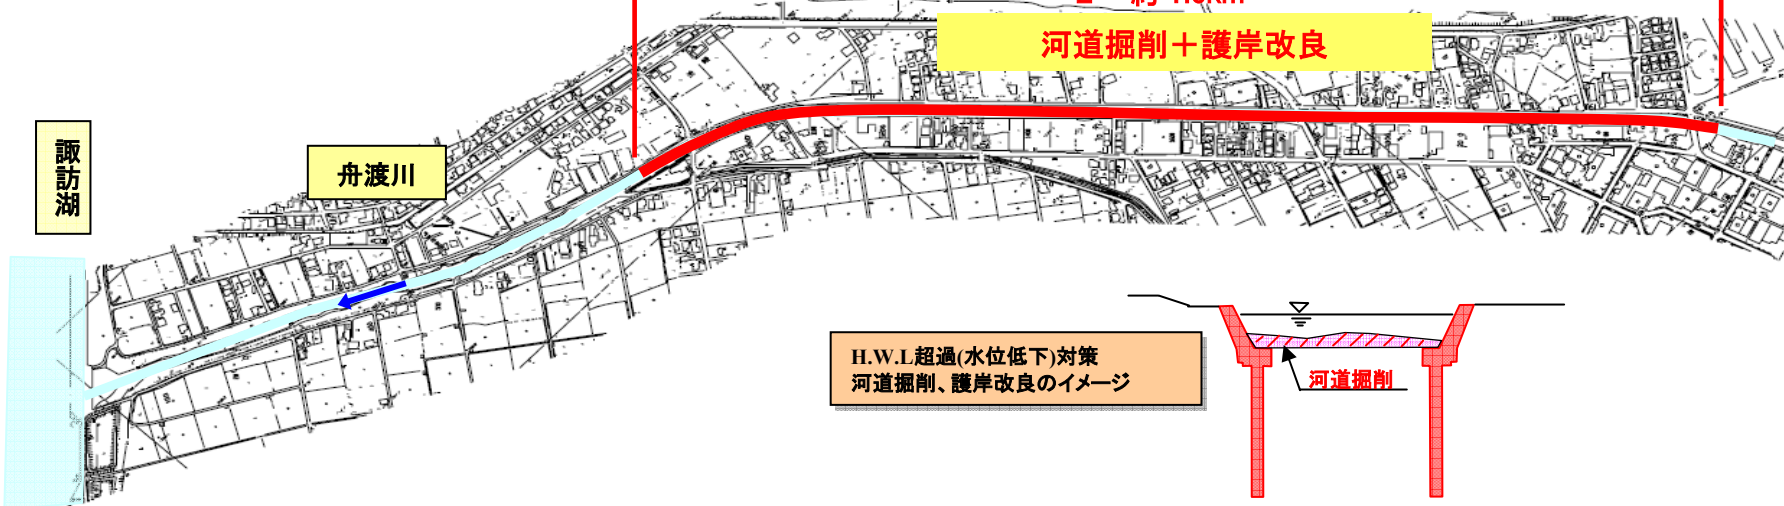 河道掘削＋護岸改良
諏訪湖
舟渡川
H.W.L超過(水位低下)対策
河道掘削、護岸改良のイメージ
河道掘削